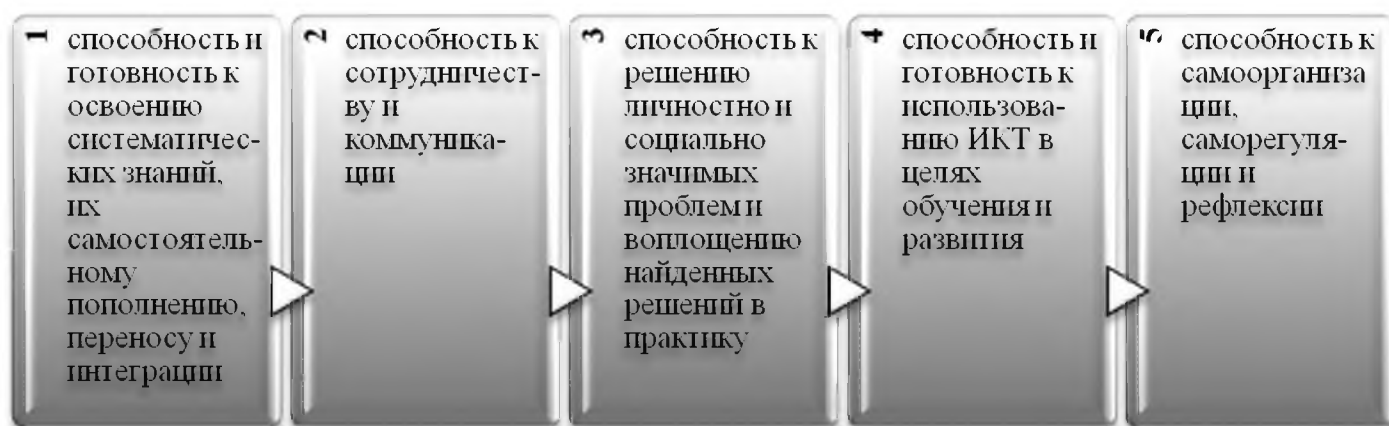 1
способность и
готовность к
освоению
систематичес-
ких знаний,
их
самостоятель-
ному
пополнению,
переносу и
интеграции
2
способность к
сотрудничест-
ву и
коммуника-
ции
3
способность к
решению
личностно и
социально
значимых
проблем и
воплощению
найденных
решений в
практику
4
способность и
готовность к
использова-
нию ИКТ в
целях
обучения и
развития
5
способность к
самоорганиза
ции,
саморегуля-
ции и
рефлексии